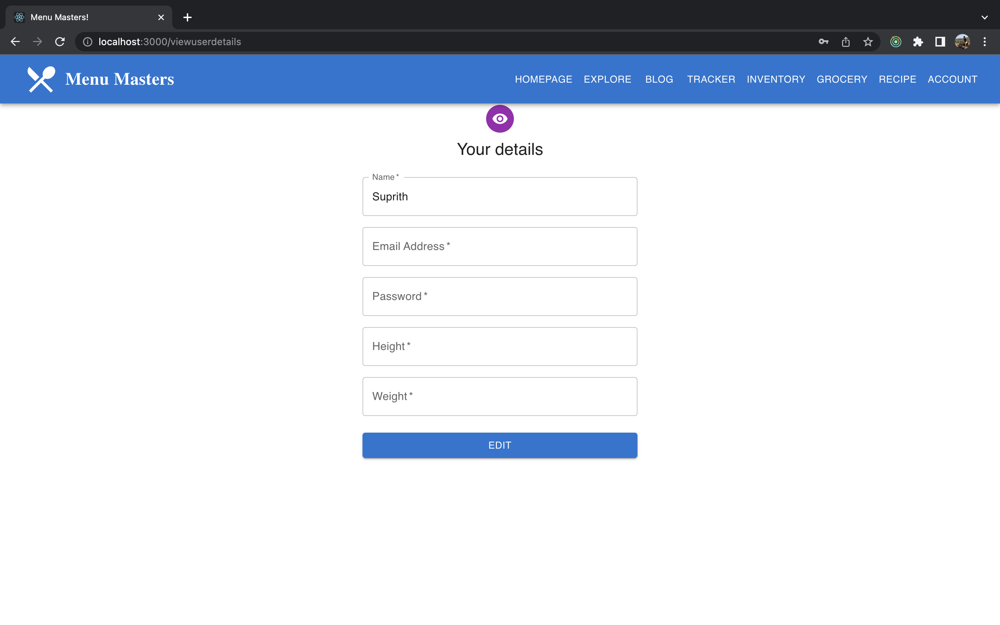 Menu Masters!
localhost:3000/viewuserdetails
Menu Masters HOMEPAGE EXPLORE BLOG TRACKER INVENTORY GROCERY RECIPE ACCOUNT
Your details
Name *
Suprith
Email Address *
Password *
Height *
Weight *
EDIT